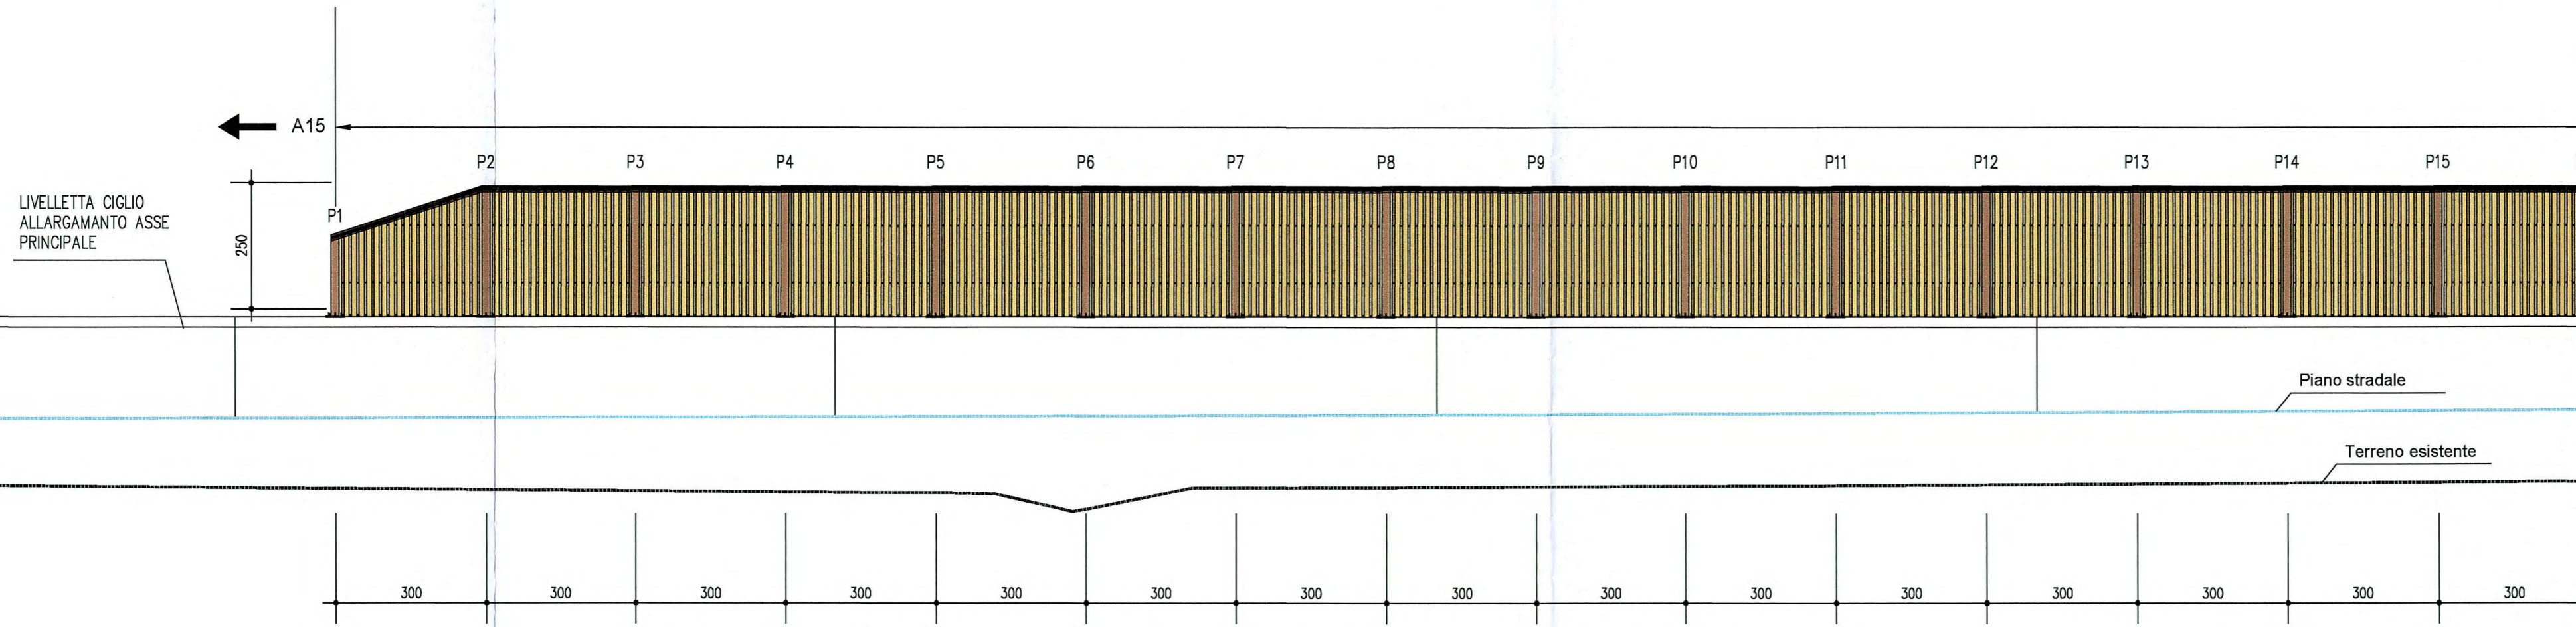 A15
P2 P3 P4 P5 P6 P7 P8 P9 P10 P11 P12 P13 P14 P15
P1
LIVELLETTA CIGLIO
ALLARGAMANTO ASSE
PRINCIPALE
250
Piano stradale
Terreno esistente
300 300 300 300 300 300 300 300 300 300 300 300 300 300 300